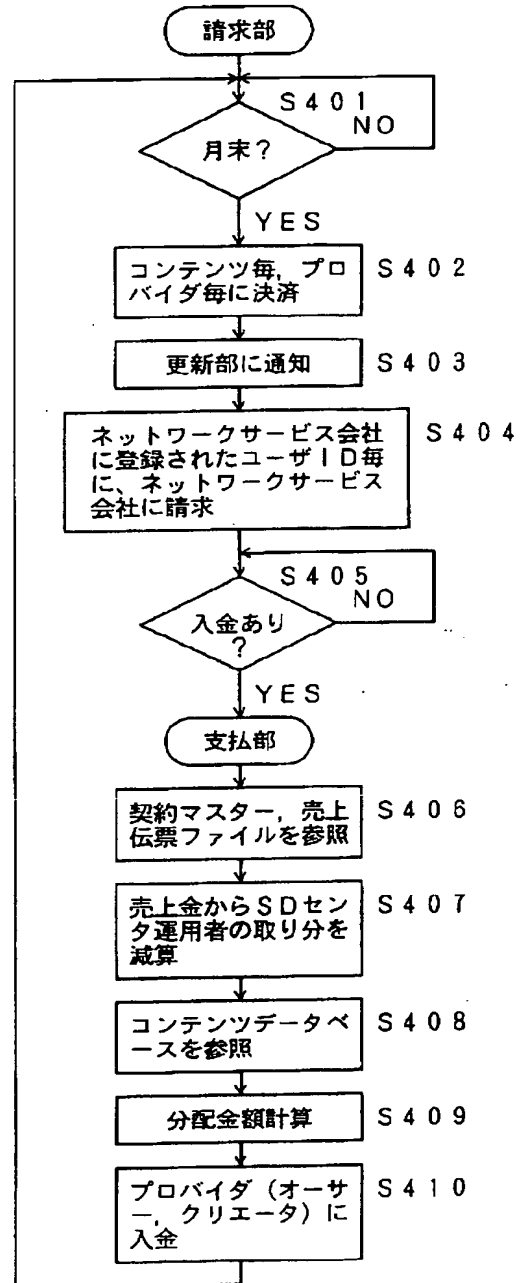 請求部
S401
NO
月末?
YES
コンテンツ毎,プロ
バイダ毎に決済
S402
更新部に通知
S403
ネットワークサービス会社
に登録されたユーザID毎
に、ネットワークサービス
会社に請求
S404
S405
NO
入金あり
?
YES
支払部
契約マスター,売上
伝票ファイルを参照
S406
売上金からSDセン
タ運用者の取り分を
減算
S407
コンテンツデータベ
ースを参照
S408
分配金額計算
S409
プロバイダ(オーサ
ー,クリエータ)に
入金
S410